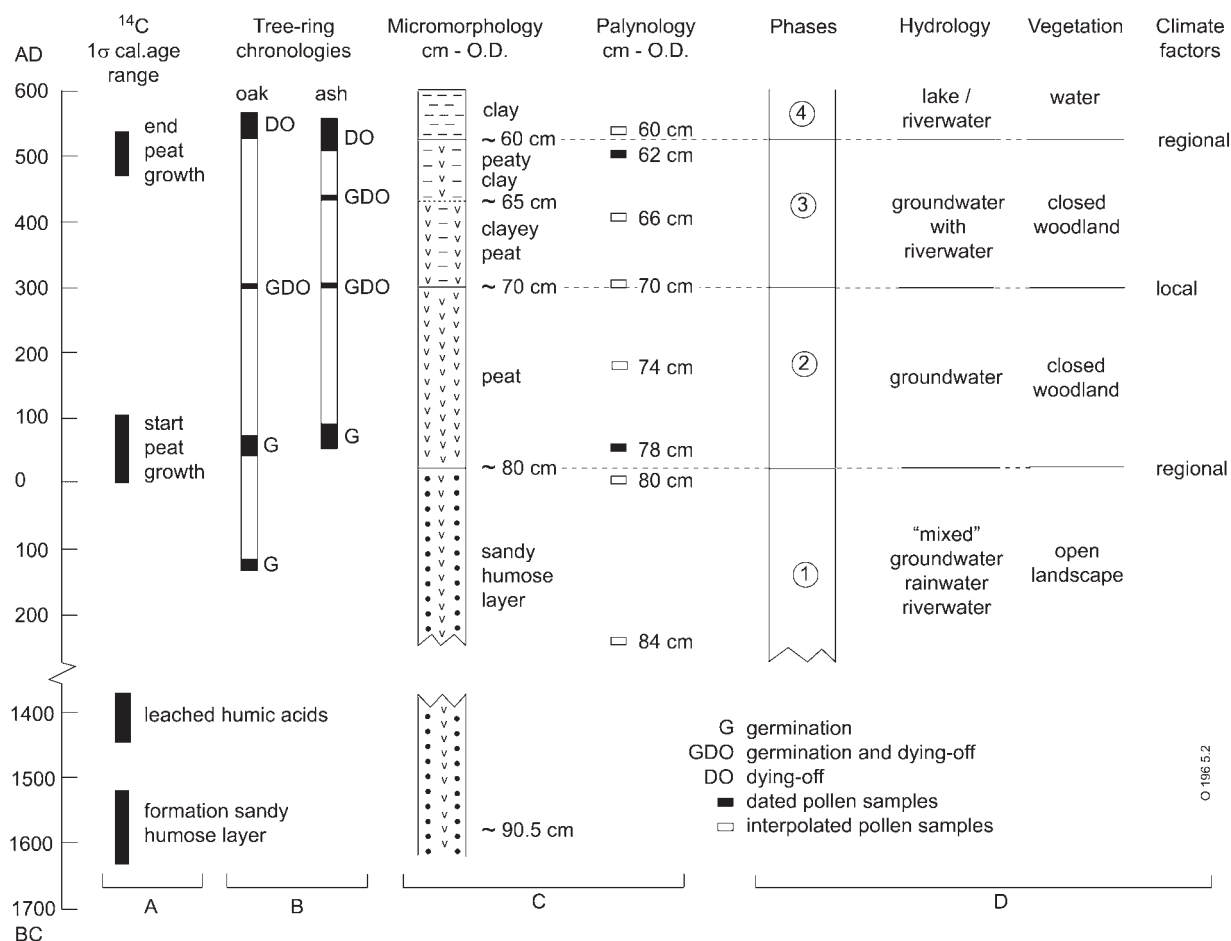 14C
1σ cal.age
range
Tree-ring
chronologies
Micromorphology
cm - O.D.
Palynology
cm - O.D.
Phases
Hydrology
Vegetation
Climate
factors
AD
600
500
400
300
200
100
0
100
200
1400
1500
1600
1700
BC
end
peat
growth
start
peat
growth
leached humic acids
formation sandy
humose layer
oak
ash
DO
DO
GDO
GDO
GDO
G
G
G
clay
~ 60 cm
peaty
clay
~ 65 cm
clayey
peat
~ 70 cm
peat
~ 80 cm
sandy
humose
layer
~ 90.5 cm
60 cm
62 cm
66 cm
70 cm
74 cm
78 cm
80 cm
84 cm
4
3
2
1
lake /
riverwater
groundwater
with
riverwater
groundwater
“mixed”
groundwater
rainwater
riverwater
water
closed
woodland
closed
woodland
open
landscape
regional
local
regional
G germination
GDO germination and dying-off
DO dying-off
dated pollen samples
interpolated pollen samples
O 196 5.2
A
B
C
D